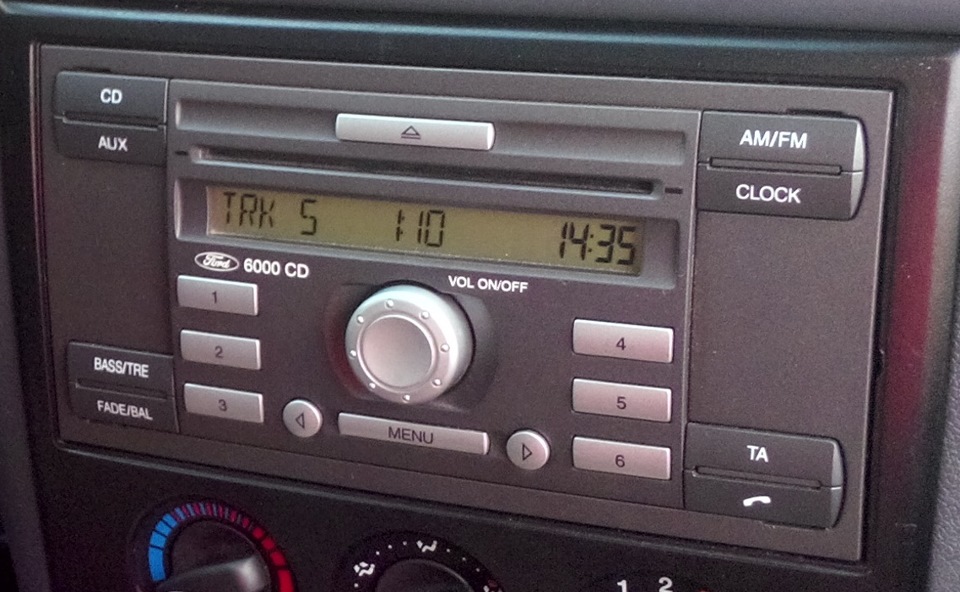 CD
AUX
AM/FM
CLOCK
TRK 5 1:10 14:35
Ford 6000 CD
VOL ON/OFF
1
2
3
4
5
6
BASS/TRE
FADE/BAL
MENU
TA
1 2